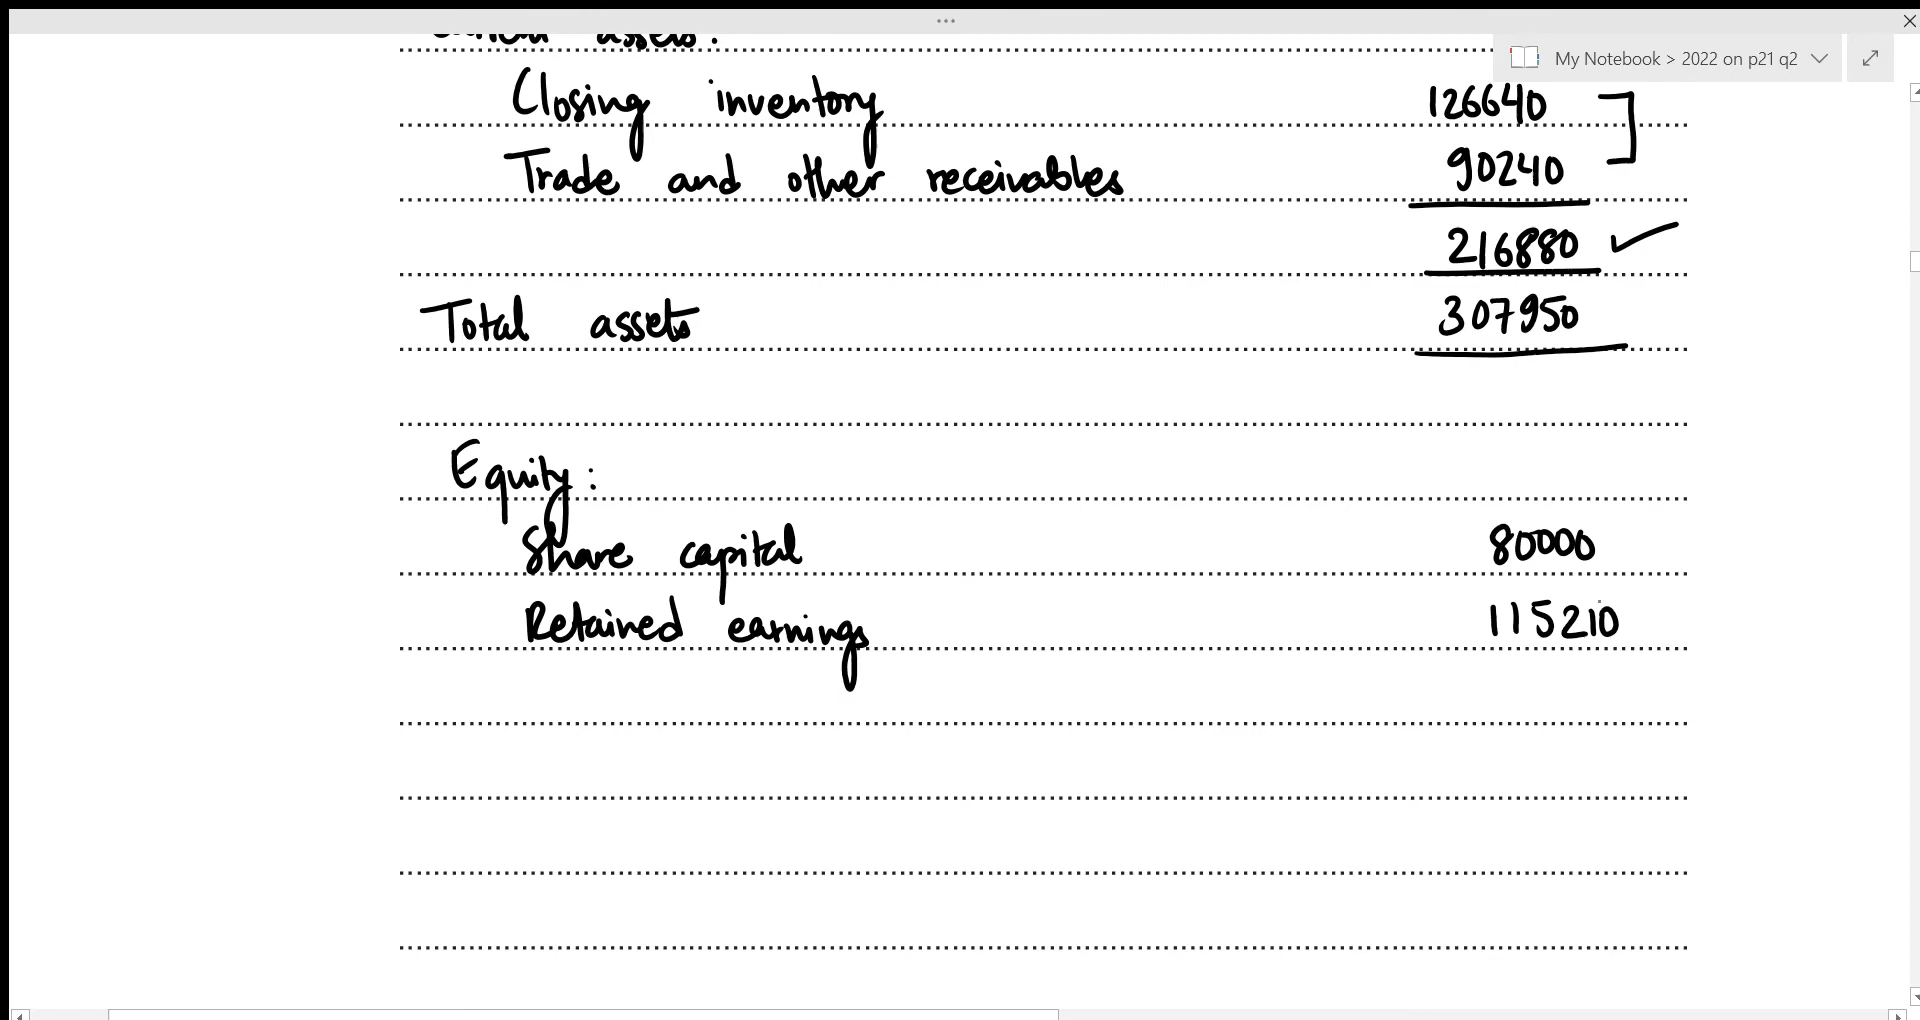 assets:
My Notebook > 2022 on p21 q2
Closing inventory 126640
Trade and other receivables 90240
216880 ✓
Total assets 307950
Equity:
Share capital 80000
Retained earnings 115210